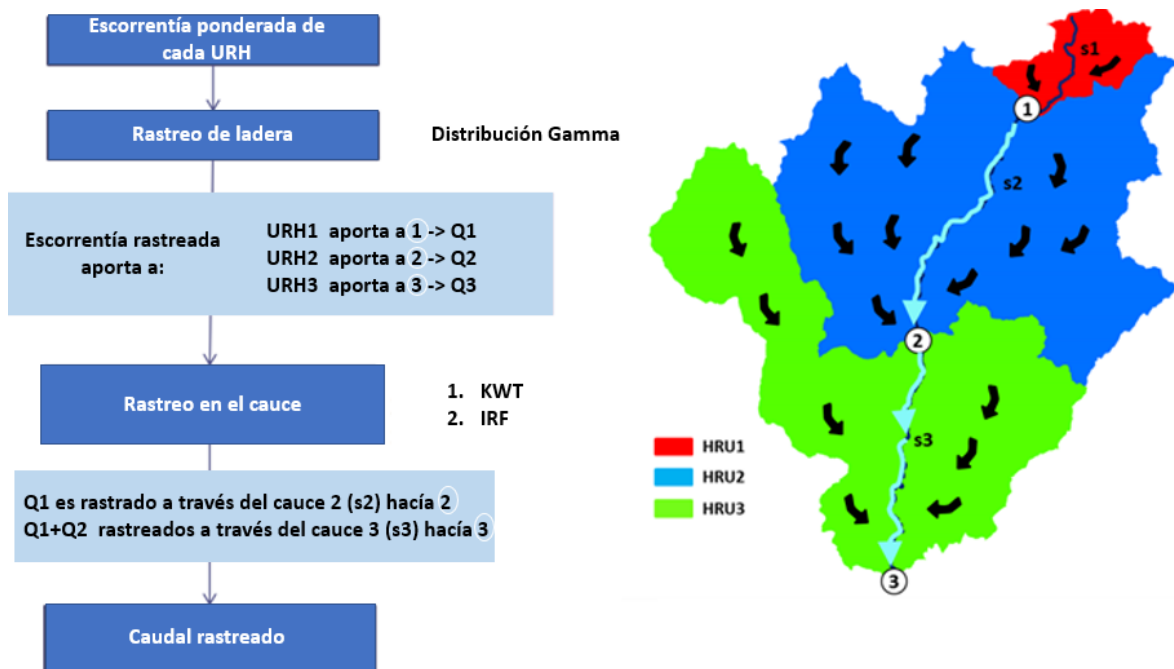 Escorrentía ponderada de
cada URH
Rastreo de ladera
Distribución Gamma
Escorrentía rastreada
aporta a:
URH1 aporta a 1 -> Q1
URH2 aporta a 2 -> Q2
URH3 aporta a 3 -> Q3
Rastreo en el cauce
1. KWT
2. IRF
Q1 es rastrado a través del cauce 2 (s2) hacía 2
Q1+Q2 rastreados a través del cauce 3 (s3) hacía 3
Caudal rastreado
s1
1
s2
2
s3
3
HRU1
HRU2
HRU3